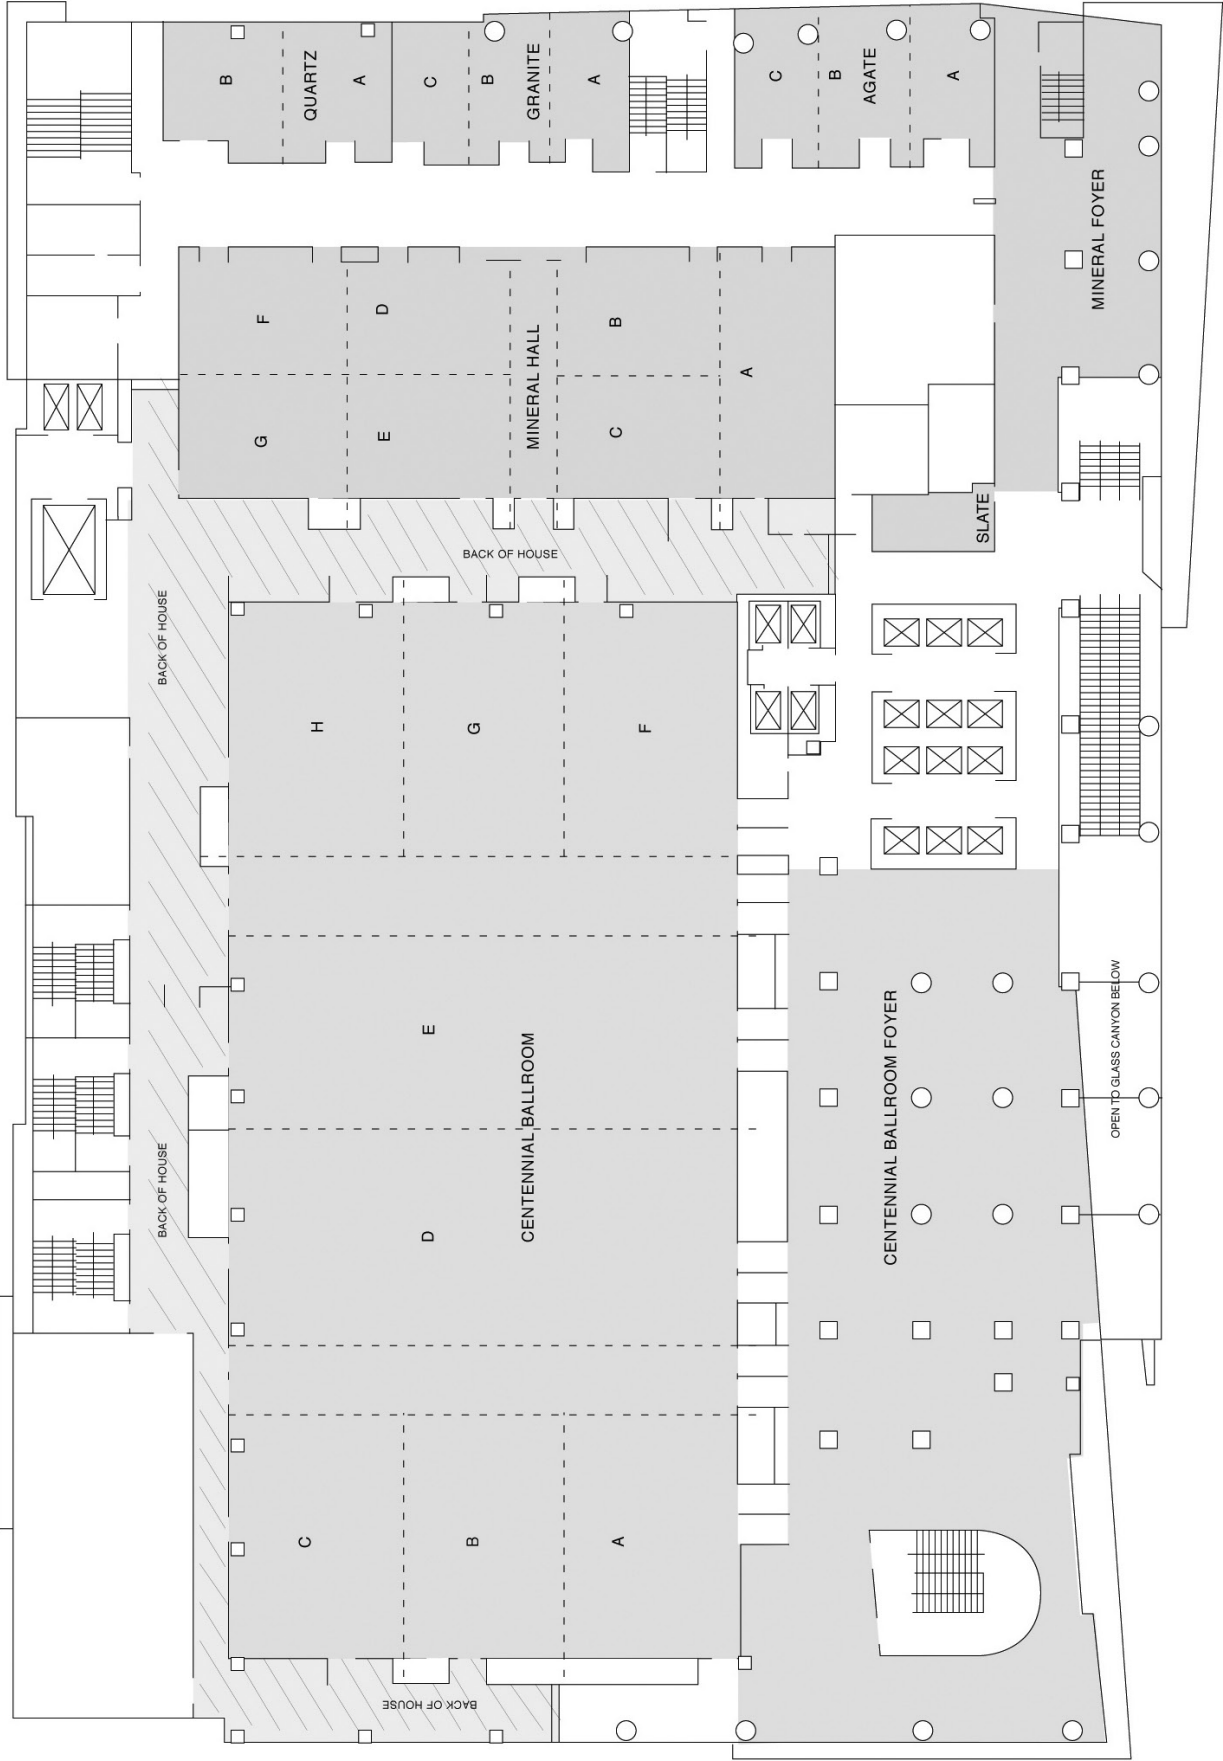 B
QUARTZ
A
C
B
GRANITE
A
C
B
AGATE
A
MINERAL FOYER
F
D
MINERAL HALL
B
A
G
E
C
SLATE
BACK OF HOUSE
BACK OF HOUSE
H
G
F
E
CENTENNIAL BALLROOM
D
CENTENNIAL BALLROOM FOYER
OPEN TO GLASS CANYON BELOW
BACK OF HOUSE
C
B
A
BACK OF HOUSE